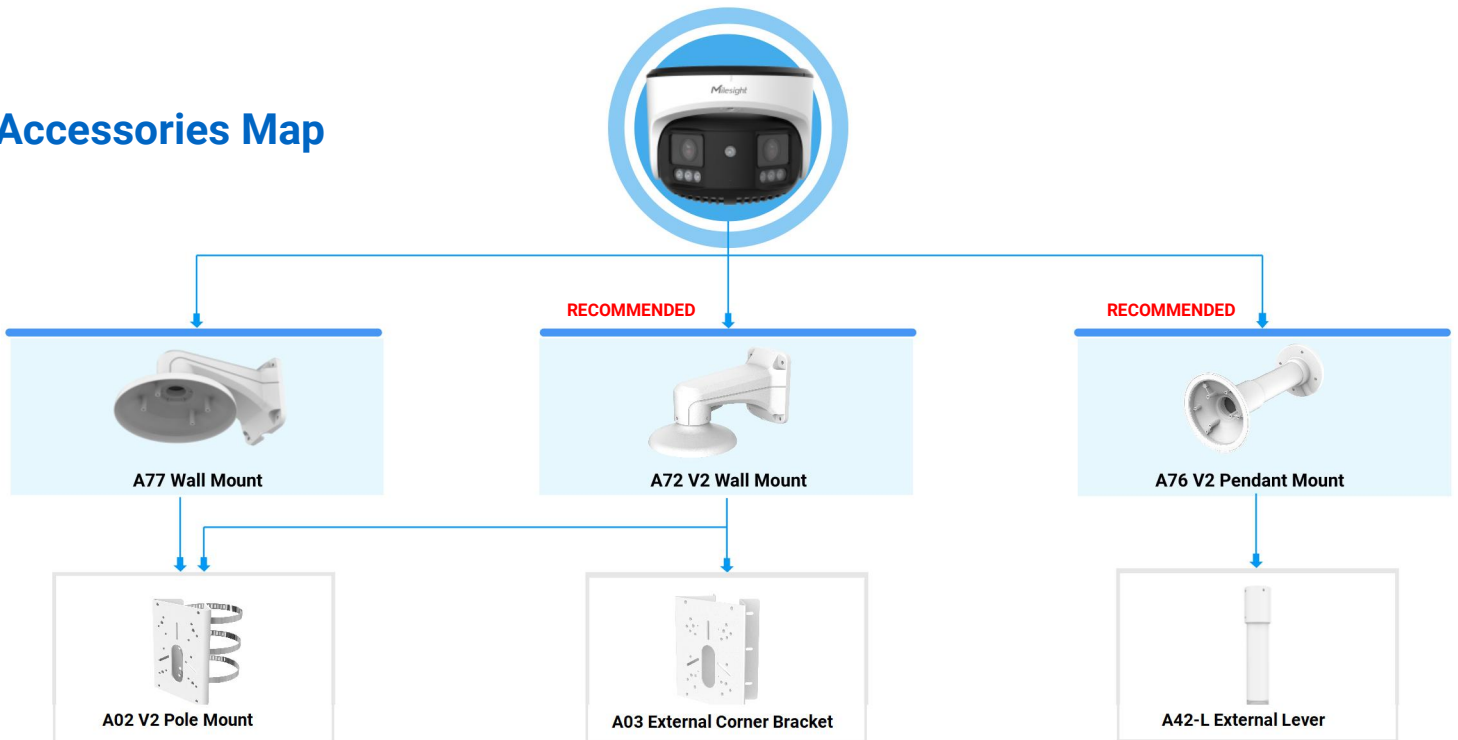 Milesight
Accessories Map
RECOMMENDED
RECOMMENDED
A77 Wall Mount
A72 V2 Wall Mount
A76 V2 Pendant Mount
A02 V2 Pole Mount
A03 External Corner Bracket
A42-L External Lever